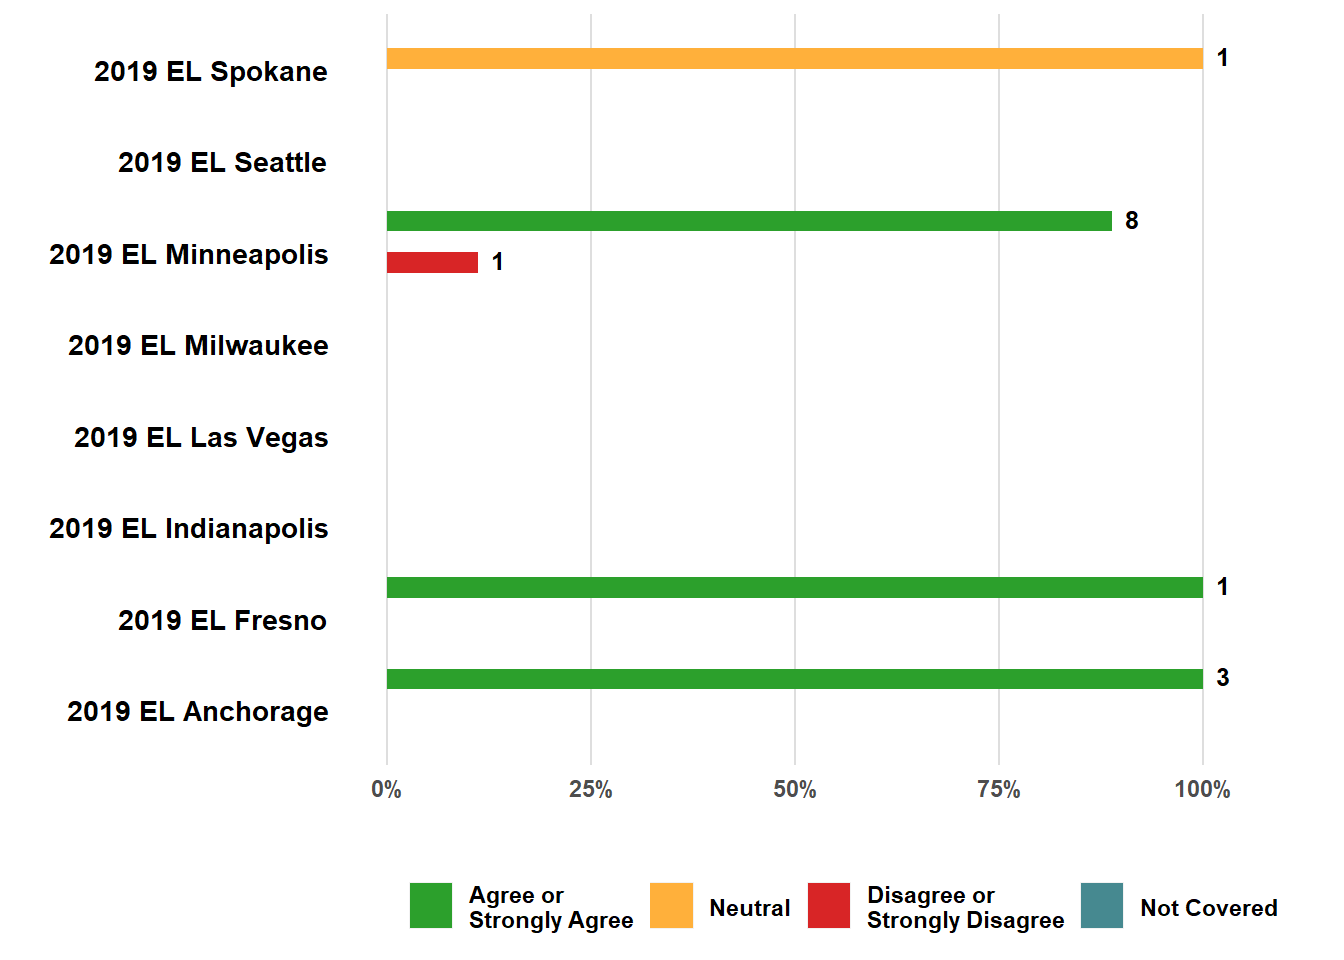 2019 EL Spokane 1
2019 EL Seattle
8
2019 EL Minneapolis 1
2019 EL Milwaukee
2019 EL Las Vegas
2019 EL Indianapolis
1
2019 EL Fresno
3
2019 EL Anchorage
0% 25% 50% 75% 100%
Agree or
Strongly Agree
Neutral
Disagree or
Strongly Disagree
Not Covered